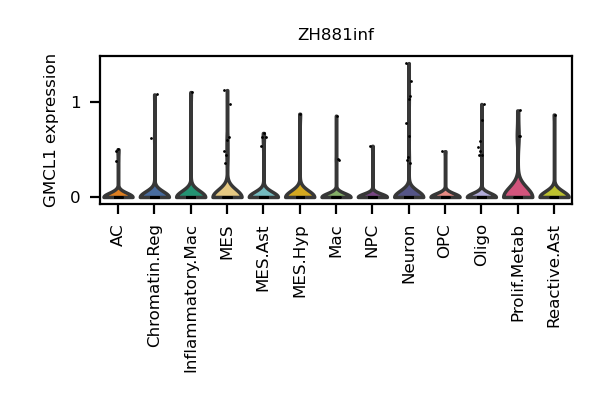 ZH881inf
GMCL1 expression
1
0
AC
Chromatin.Reg
Inflammatory.Mac
MES
MES.Ast
MES.Hyp
Mac
NPC
Neuron
OPC
Oligo
Prolif.Metab
Reactive.Ast